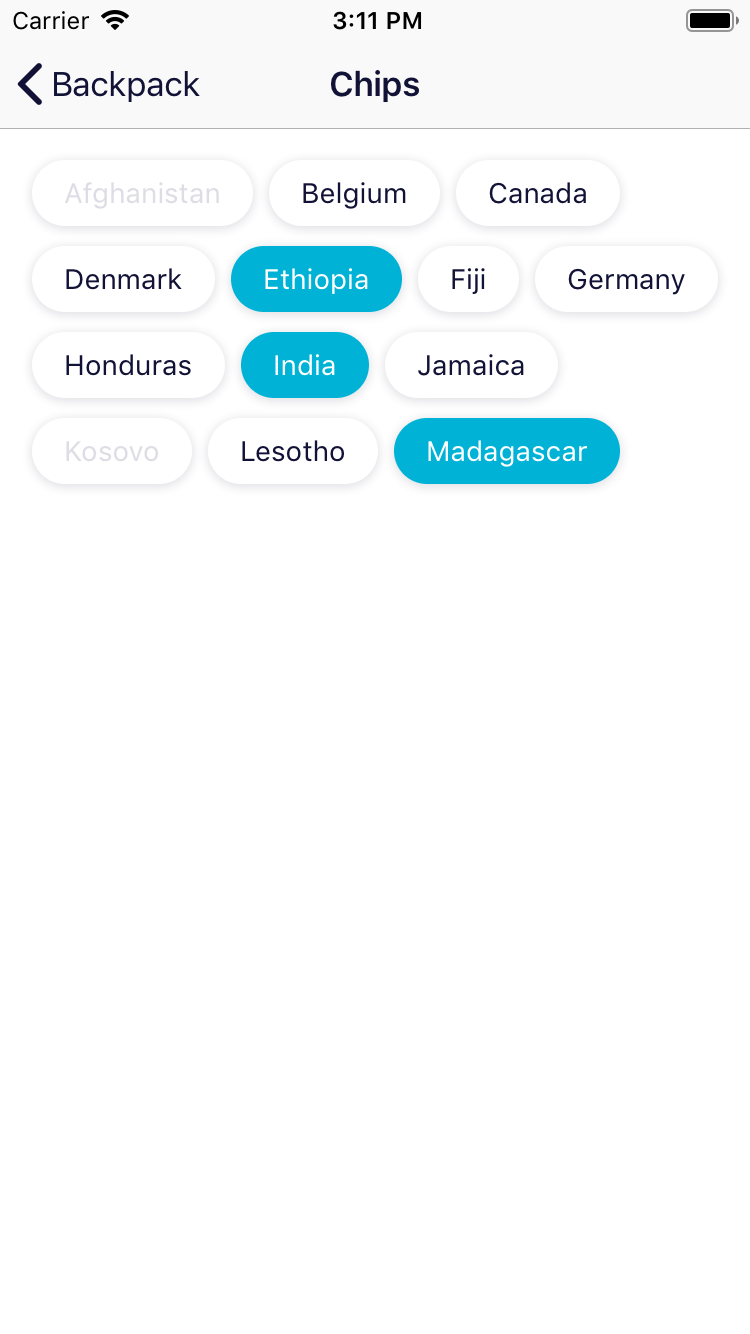 Carrier 3:11 PM
Backpack Chips
Afghanistan Belgium Canada
Denmark Ethiopia Fiji Germany
Honduras India Jamaica
Kosovo Lesotho Madagascar